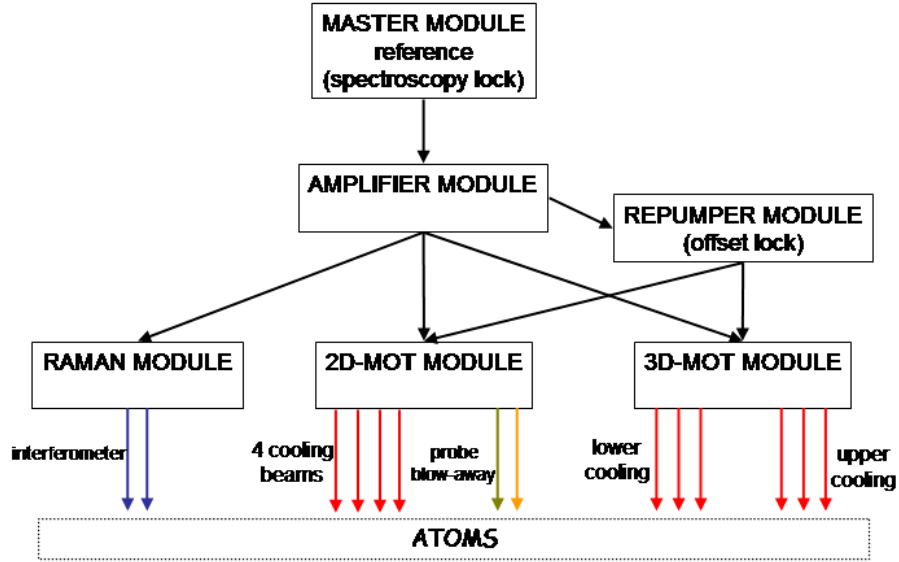 MASTER MODULE
reference
(spectroscopy lock)
AMPLIFIER MODULE
REPUMPER MODULE
(offset lock)
RAMAN MODULE
2D-MOT MODULE
3D-MOT MODULE
interferometer
4 cooling
beams
probe
blow-away
lower
cooling
upper
cooling
ATOMS